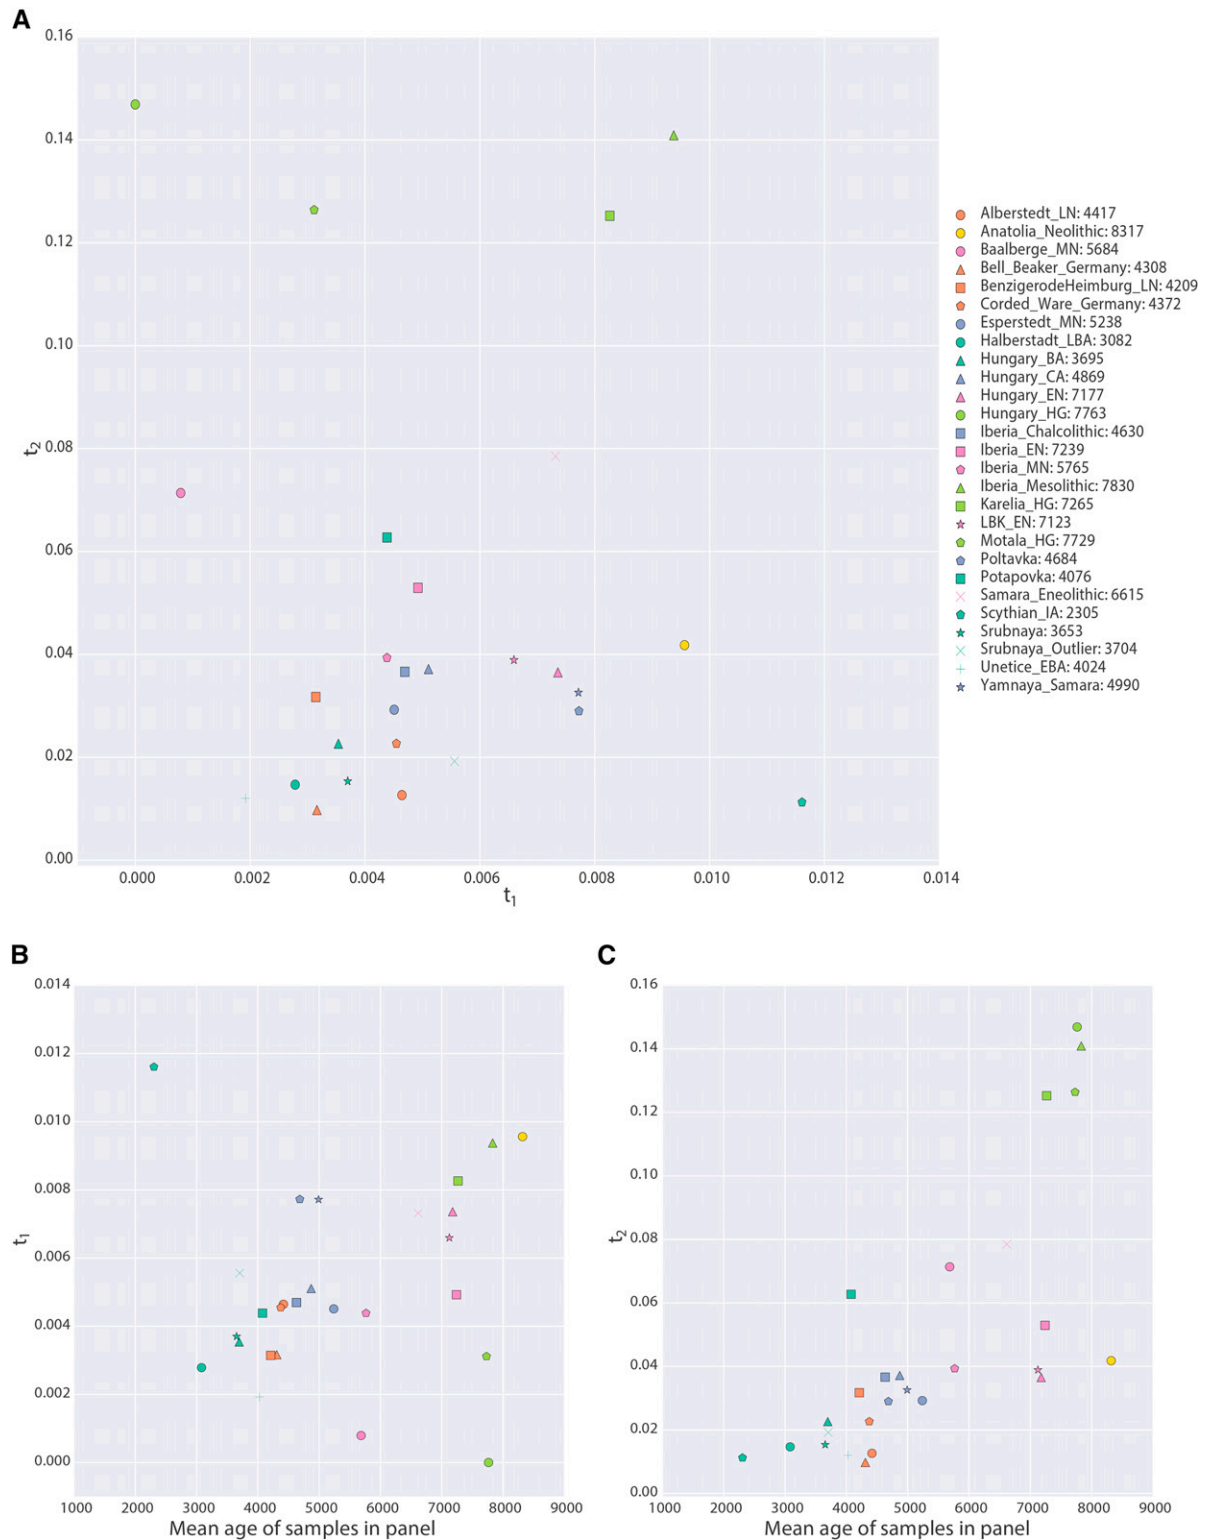 A
0.16
0.14
0.12
0.10
0.08
0.06
0.04
0.02
0.00
t2
0.000 0.002 0.004 0.006 0.008 0.010 0.012 0.014
t1
Alberstedt_LN: 4417
Anatolia_Neolithic: 8317
Baalberge_MN: 5684
Bell_Beaker_Germany: 4308
BenzigerodeHeimburg_LN: 4209
Corded_Ware_Germany: 4372
Esperstedt_MN: 5238
Halberstadt_LBA: 3082
Hungary_BA: 3695
Hungary_CA: 4869
Hungary_EN: 7177
Hungary_HG: 7763
Iberia_Chalcolithic: 4630
Iberia_EN: 7239
Iberia_MN: 5765
Iberia_Mesolithic: 7830
Karelia_HG: 7265
LBK_EN: 7123
Motala_HG: 7729
Poltavka: 4684
Potapovka: 4076
Samara_Eneolithic: 6615
Scythian_IA: 2305
Srubnaya: 3653
Srubnaya_Outlier: 3704
Unetice_EBA: 4024
Yamnaya_Samara: 4990
B
0.014
0.012
0.010
0.008
0.006
0.004
0.002
0.000
t1
1000 2000 3000 4000 5000 6000 7000 8000 9000
Mean age of samples in panel
C
0.16
0.14
0.12
0.10
0.08
0.06
0.04
0.02
0.00
t2
1000 2000 3000 4000 5000 6000 7000 8000 9000
Mean age of samples in panel